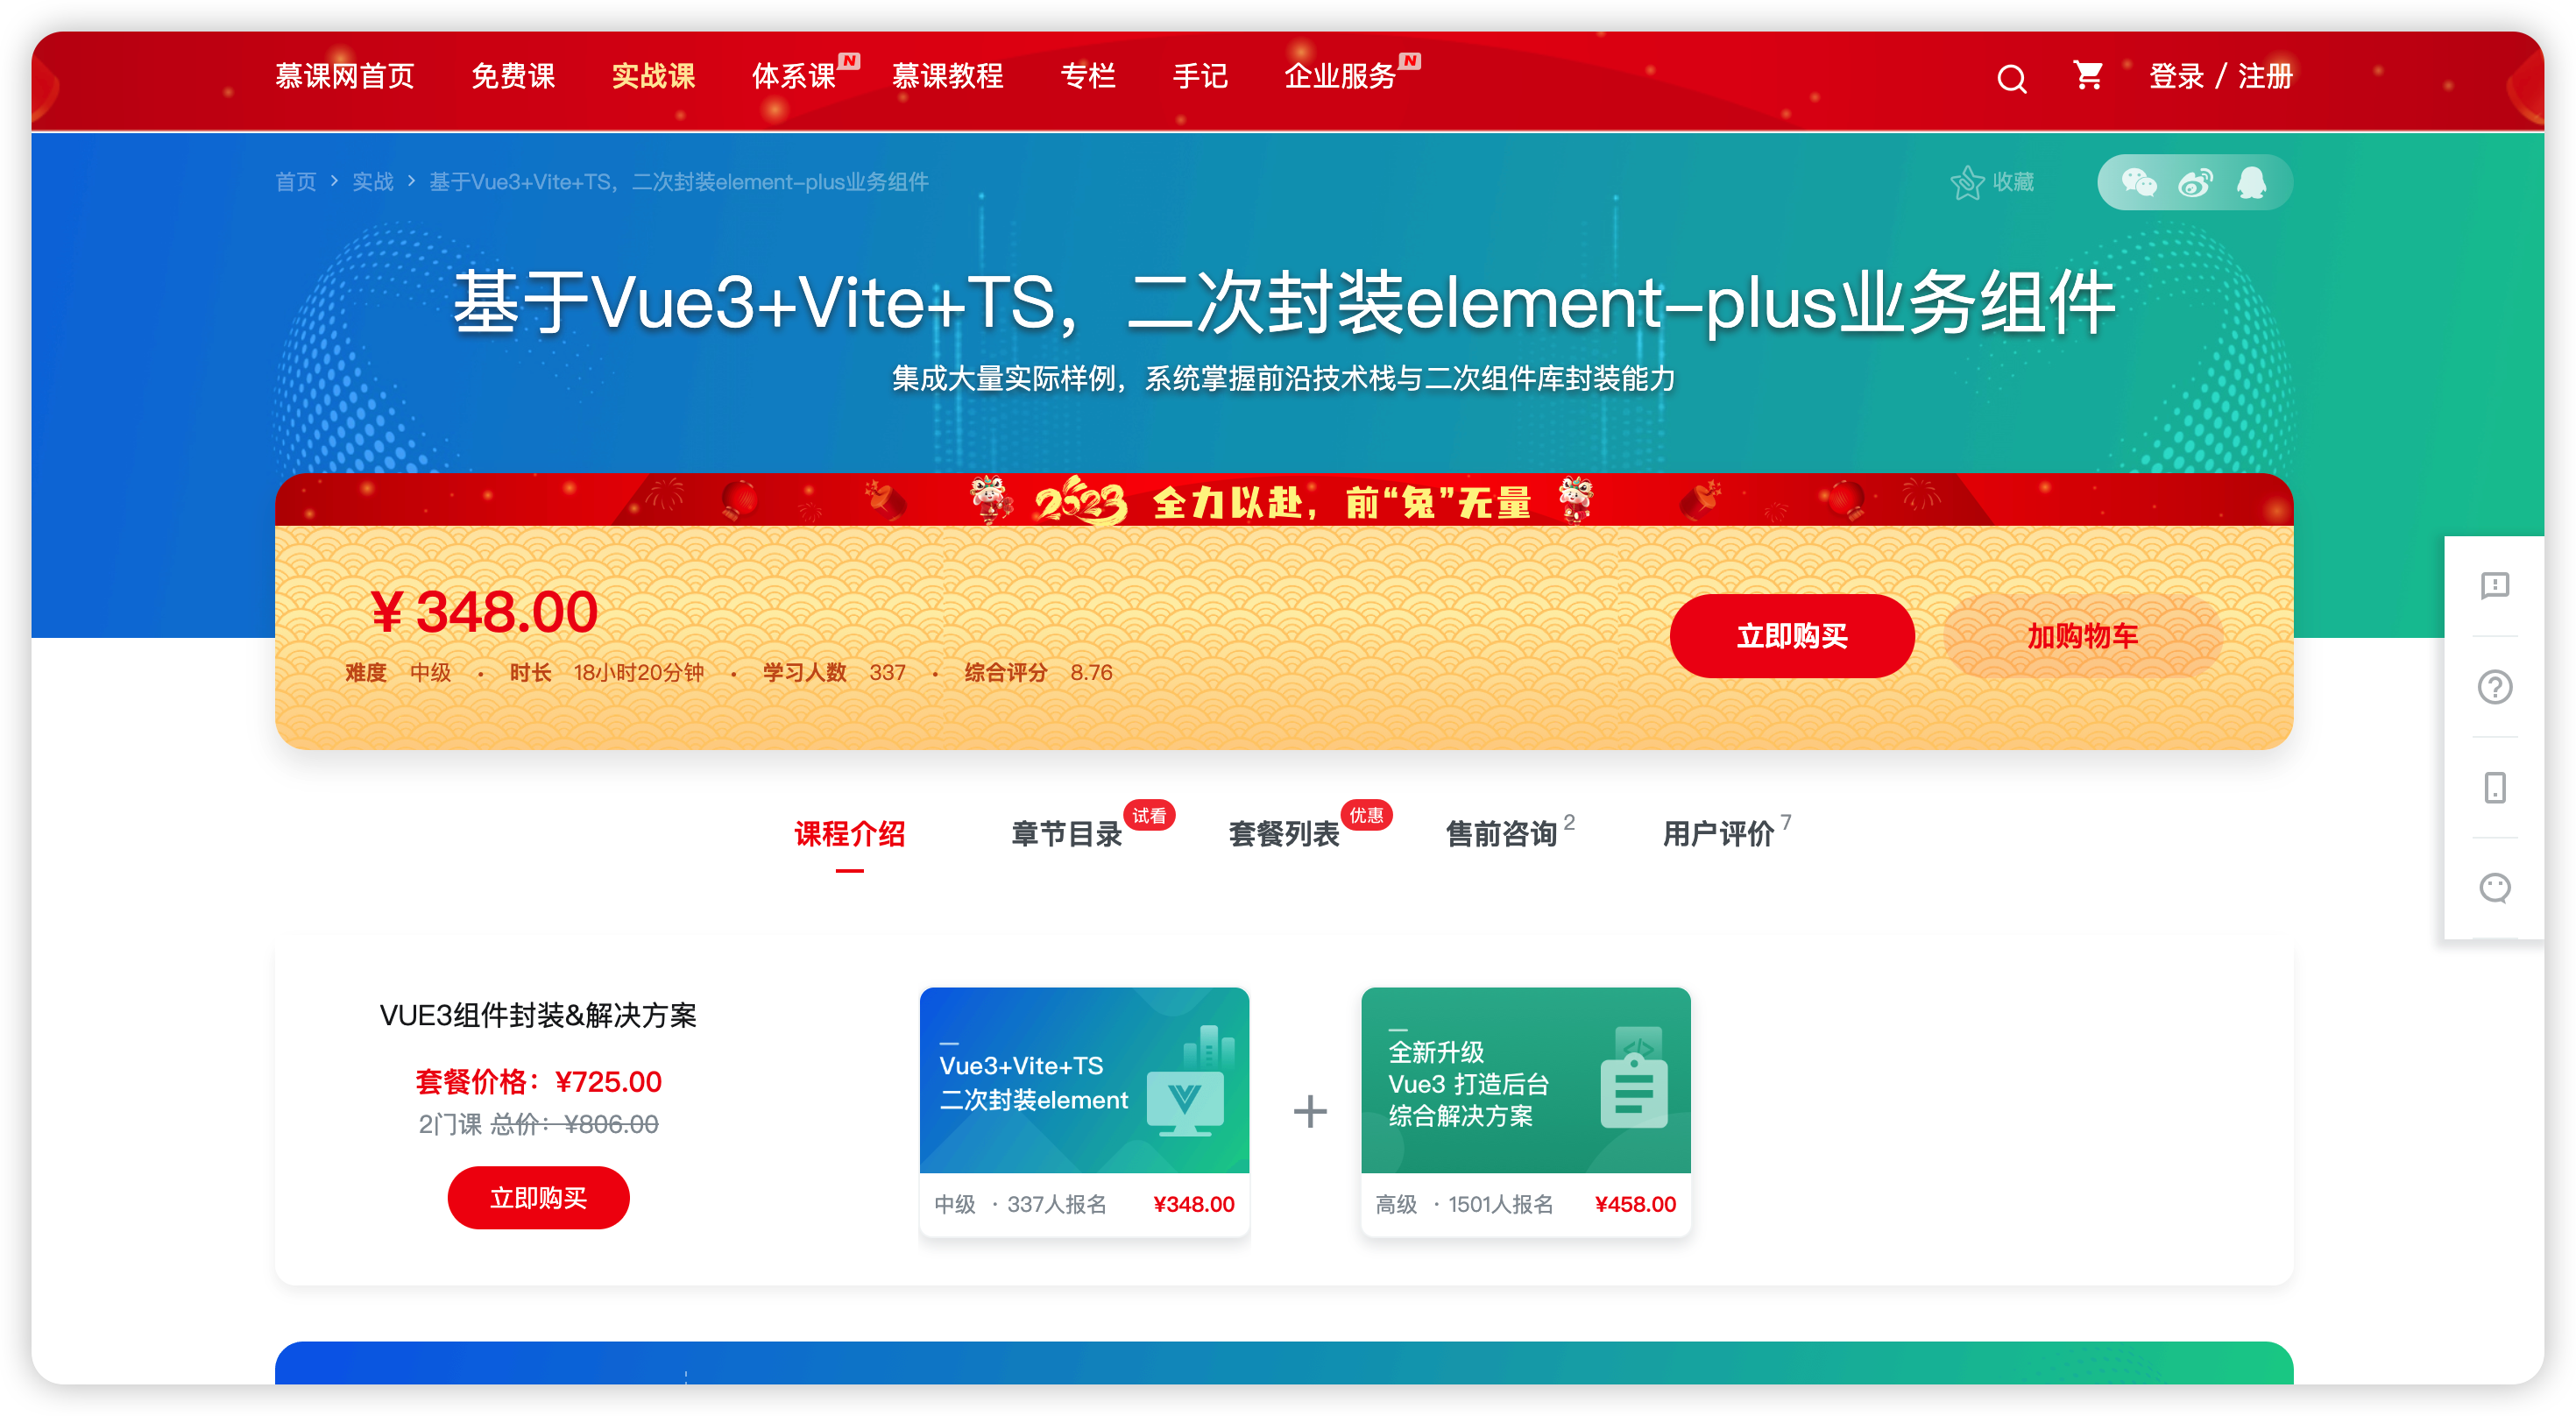 慕课网首页 免费课 实战课 体系课 N 慕课教程 专栏 手记 企业服务 N 登录 / 注册
首页 > 实战 > 基于Vue3+Vite+TS，二次封装element-plus业务组件 收藏
基于Vue3+Vite+TS，二次封装element-plus业务组件
集成大量实际样例，系统掌握前沿技术栈与二次组件库封装能力
2023 全力以赴，前“兔”无量
¥ 348.00
立即购买 加购物车
难度 中级 · 时长 18小时20分钟 · 学习人数 337 · 综合评分 8.76
课程介绍 章节目录 试看 套餐列表 优惠 售前咨询 2 用户评价 7
VUE3组件封装&解决方案
套餐价格：¥725.00
2门课 总价：¥806.00
立即购买
Vue3+Vite+TS
二次封装element
中级 · 337人报名 ¥348.00
+
全新升级
Vue3 打造后台
综合解决方案
</>
高级 · 1501人报名 ¥458.00